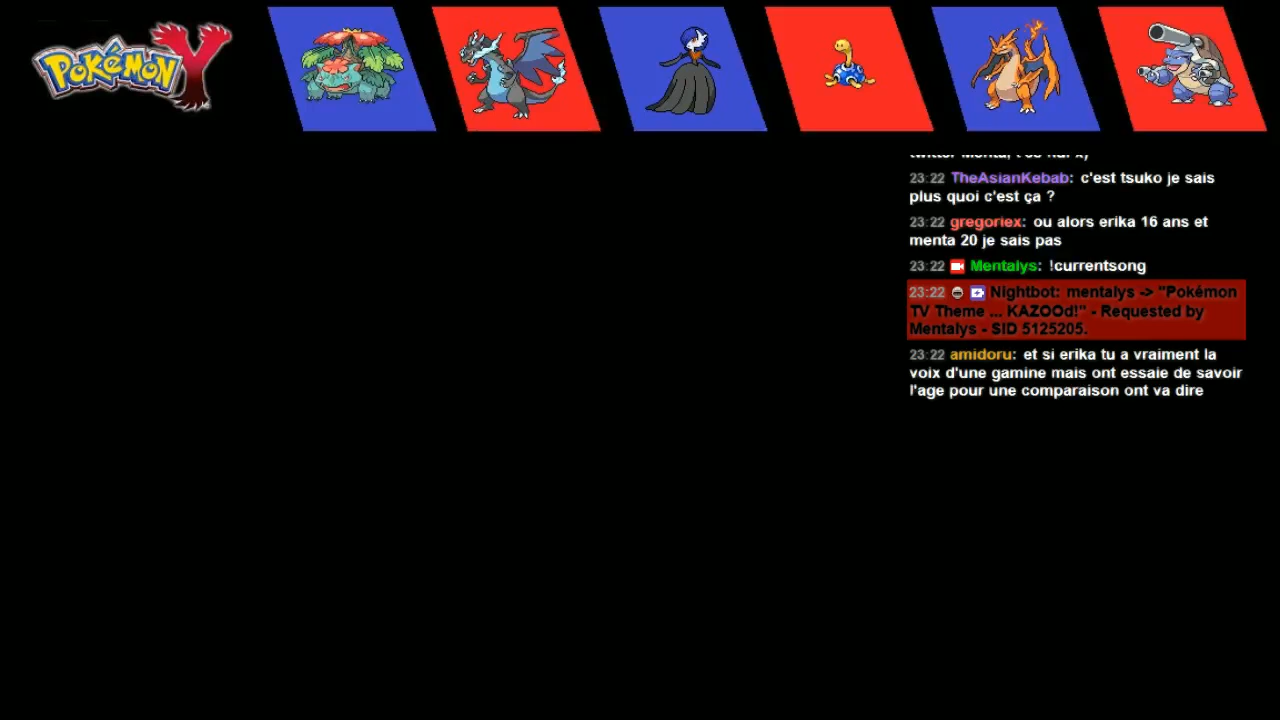 POKéMON Y
23:22 TheAsianKebab: c'est tsuko je sais
plus quoi c'est ça ?
23:22 gregoriex: ou alors erika 16 ans et
menta 20 je sais pas
23:22 Mentalys: !currentsong
23:22 Nightbot: mentalys -> "Pokémon
TV Theme ... KAZOOd!" - Requested by
Mentalys - SID 5125205.
23:22 amidoru: et si erika tu a vraiment la
voix d'une gamine mais ont essaie de savoir
l'age pour une comparaison ont va dire